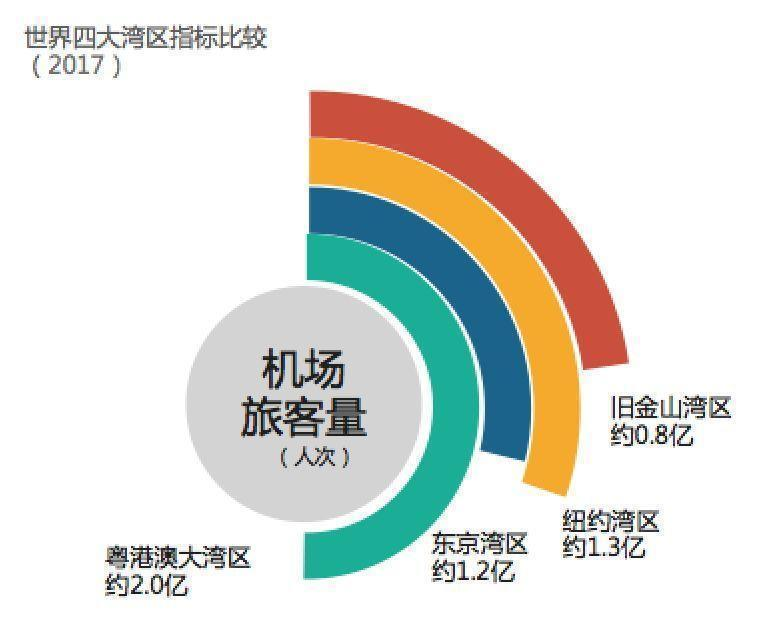 世界四大湾区指标比较
（2017）
机场
旅客量
（人次）
旧金山湾区
约0.8亿
纽约湾区
约1.3亿
东京湾区
约1.2亿
粤港澳大湾区
约2.0亿